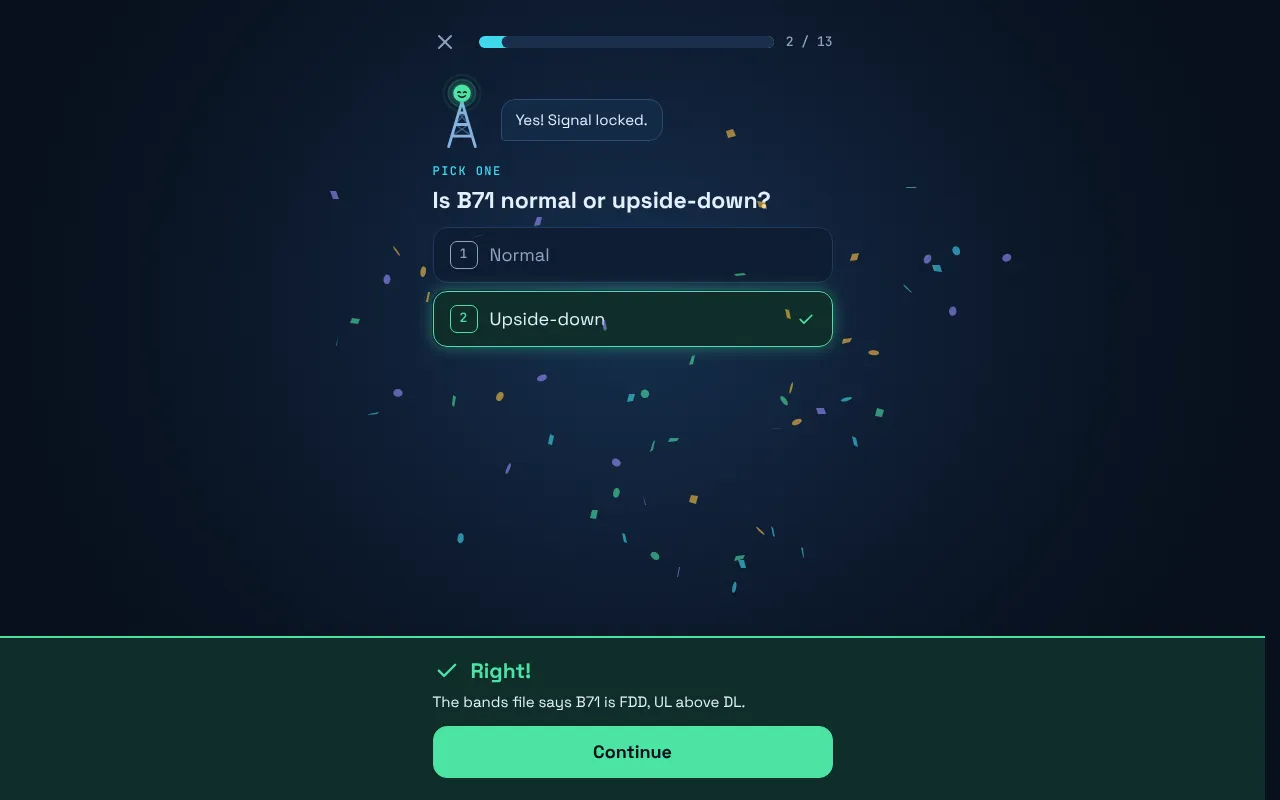 2 / 13
Yes! Signal locked.
PICK ONE
Is B71 normal or upside-down?
1 Normal
2 Upside-down
Right!
The bands file says B71 is FDD, UL above DL.
Continue